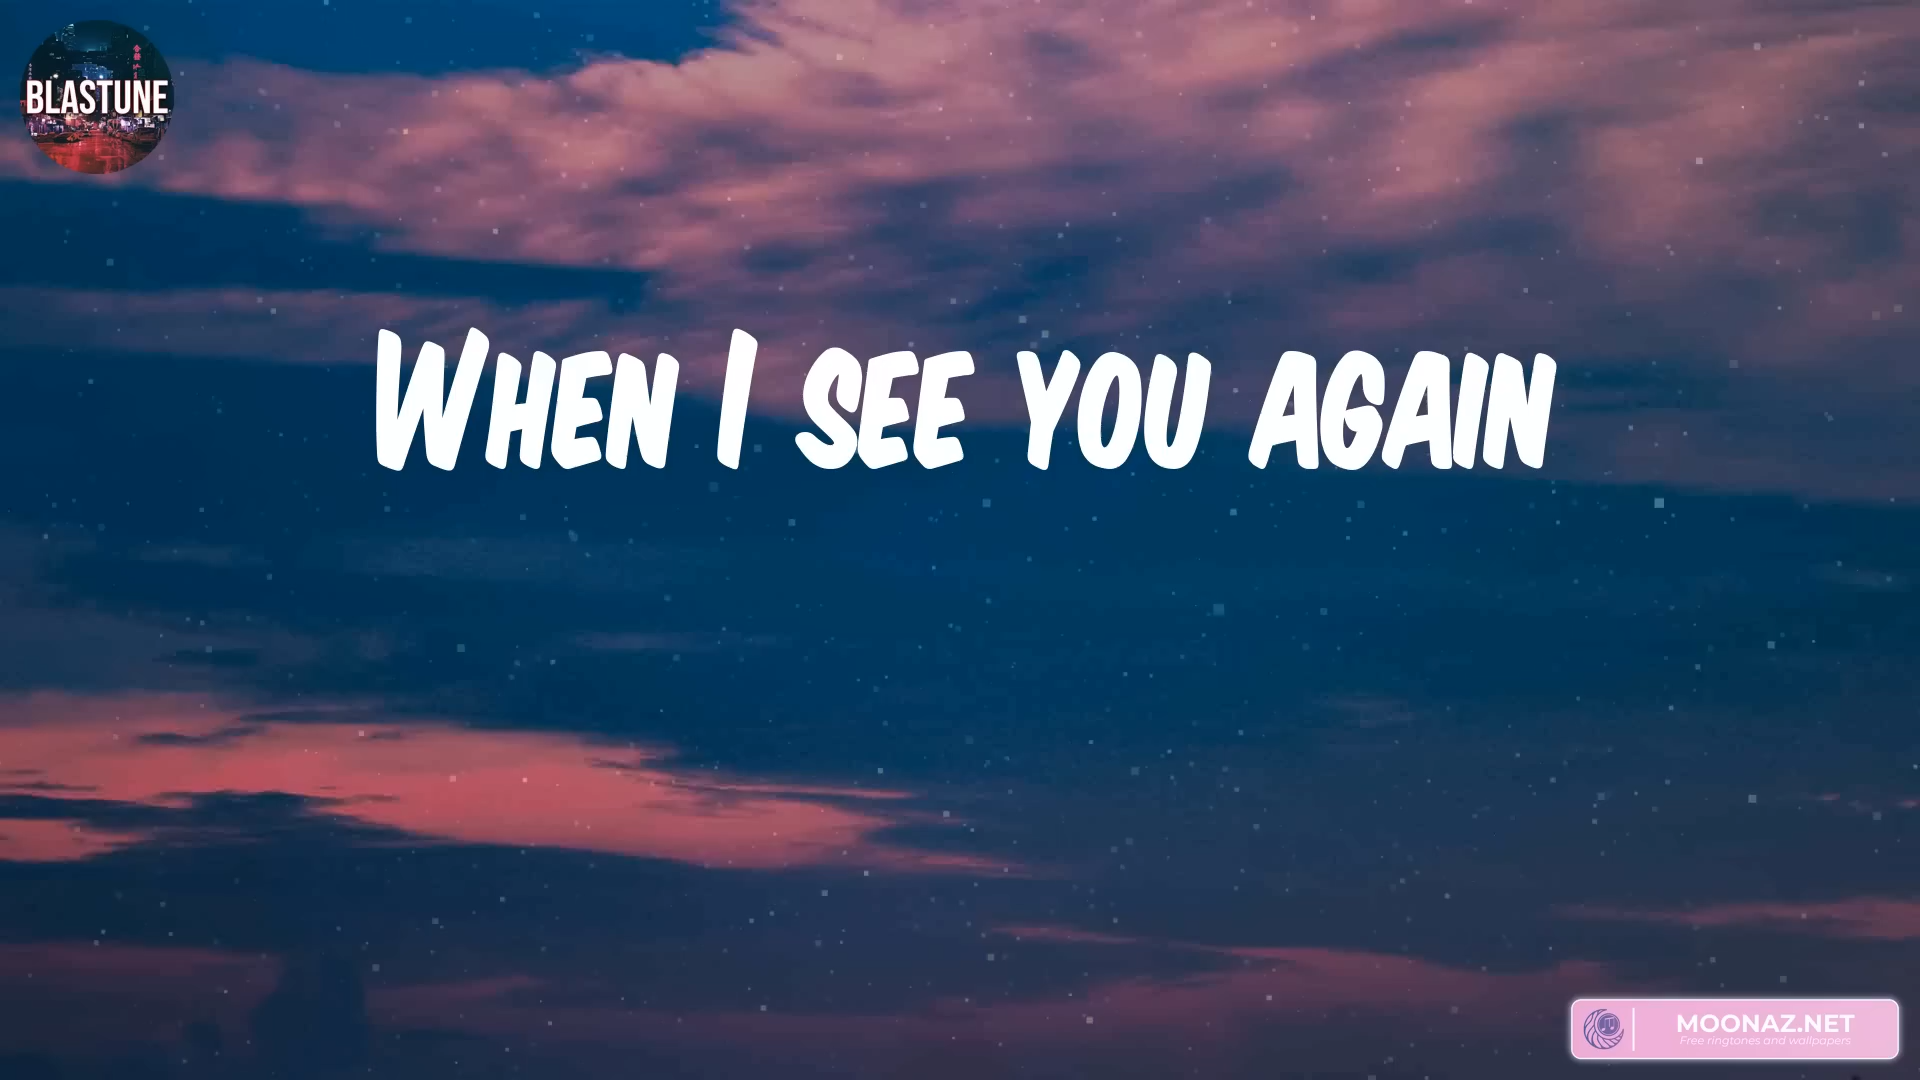 BLASTUNE
When I see you again
MOONAZ.NET
Free ringtones and wallpapers